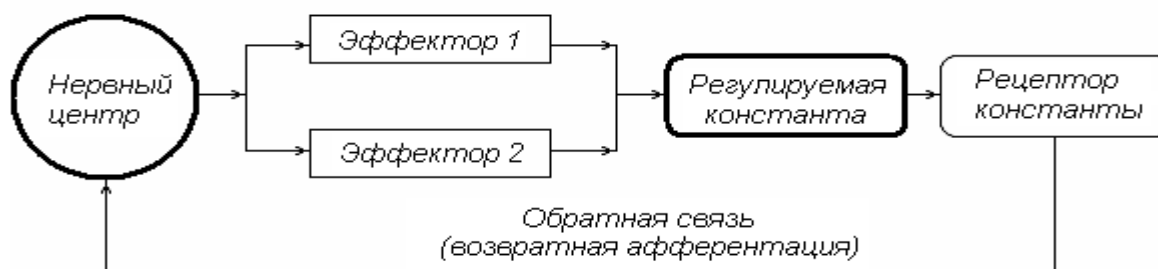 Нервный
центр
Эффектор 1
Эффектор 2
Регулируемая
константа
Рецептор
константы
Обратная связь
(возвратная афферентация)